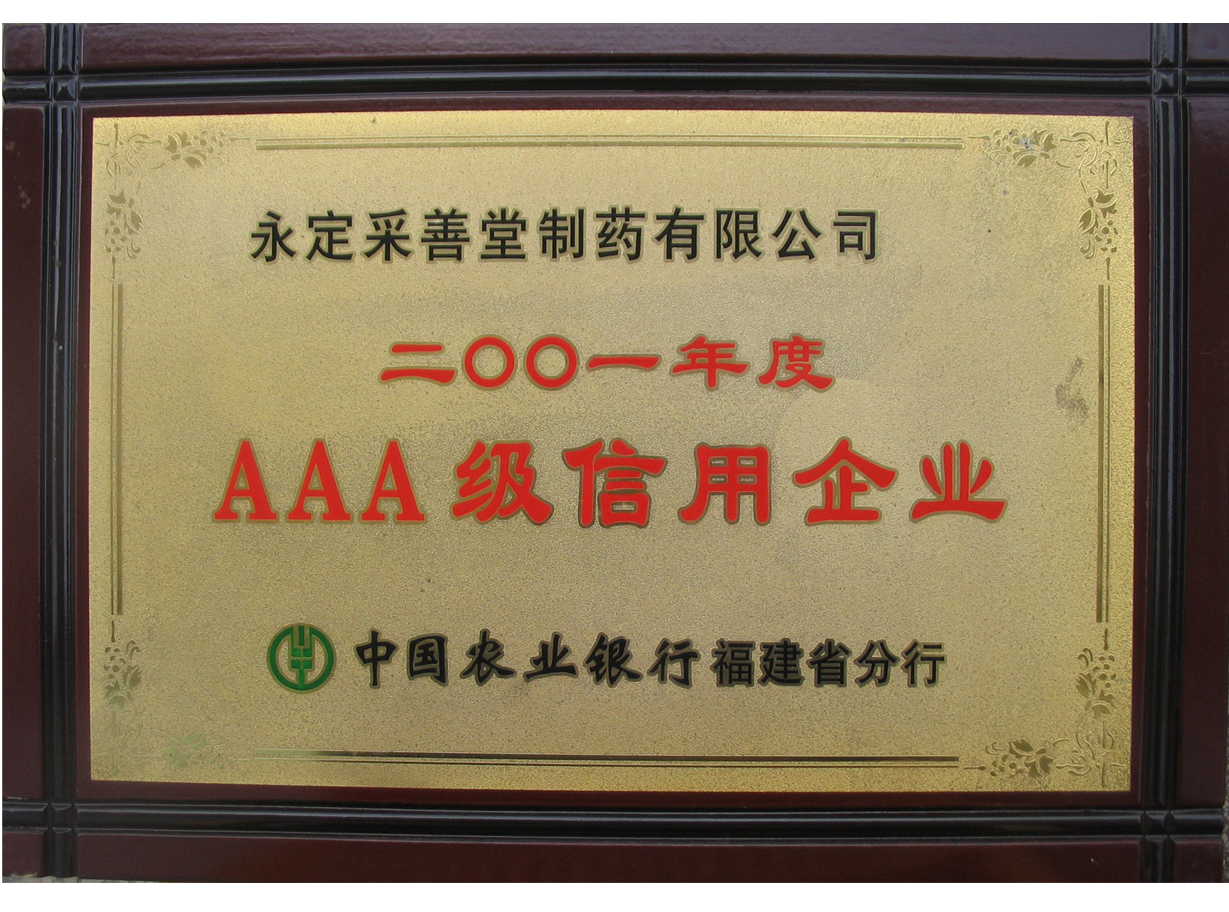 永定采善堂制药有限公司
二〇〇一年度
AAA级信用企业
中国农业银行福建省分行